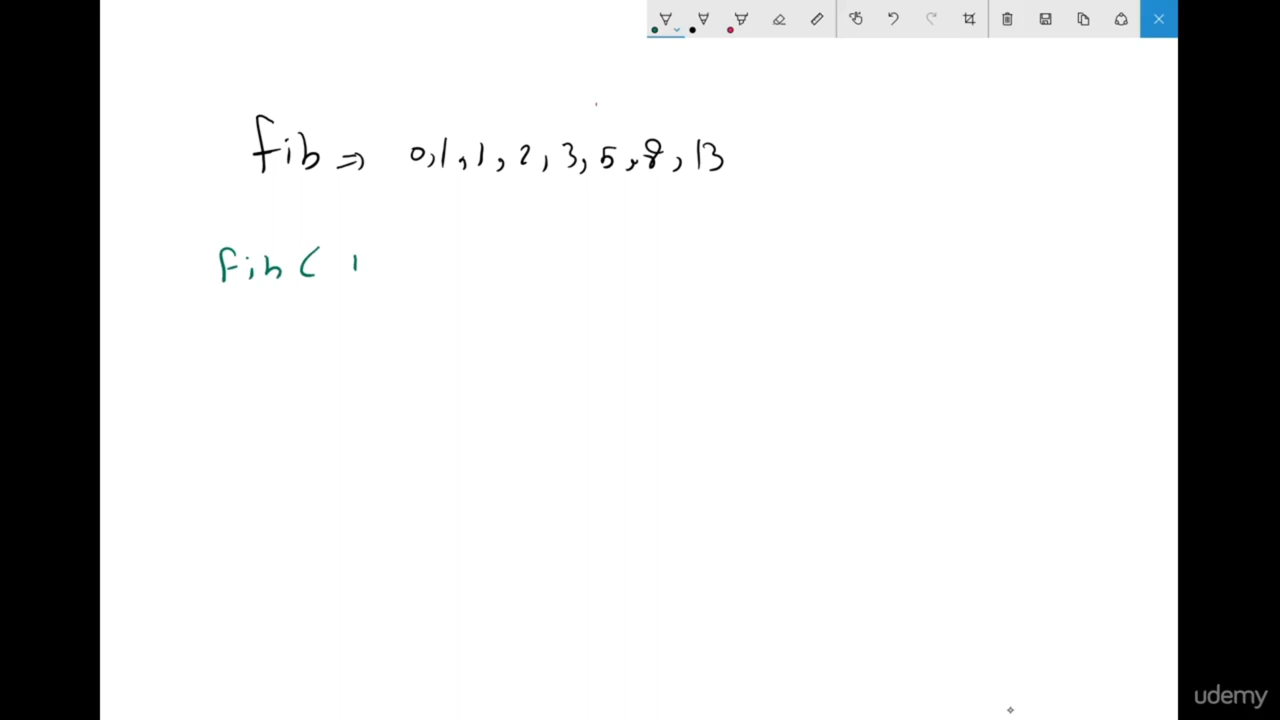 fib ⇒ 0,1,1,2,3,5,8,13
fib( 1
udemy